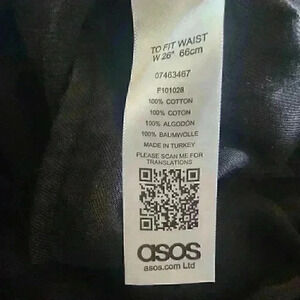 TO FIT WAIST
W 26" 66cm
07463467
F101028
100% COTTON
100% COTON
100% ALGODÓN
100% BAUMWOLLE
MADE IN TURKEY
PLEASE SCAN ME FOR
TRANSLATIONS
asos
asos.com Ltd